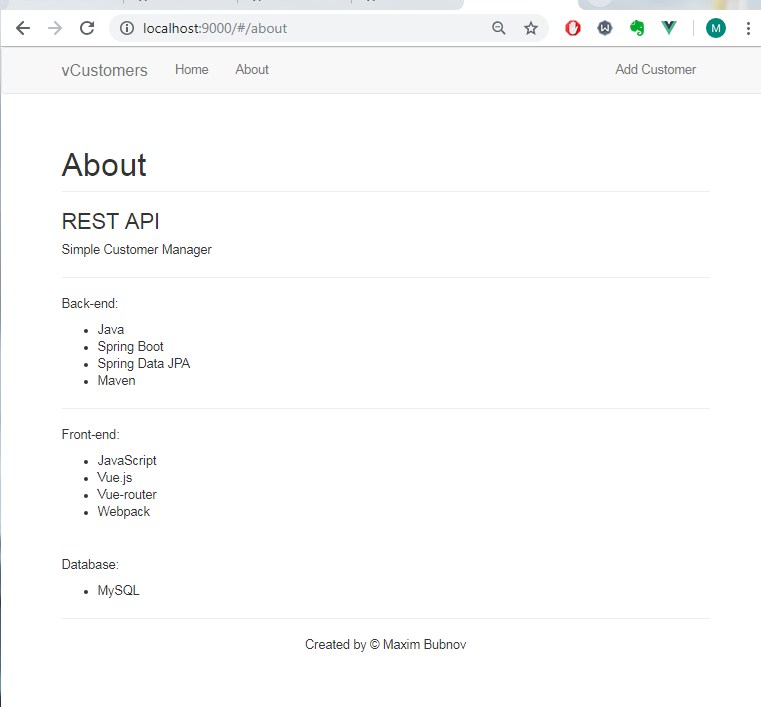 localhost:9000/#/about
M
vCustomers Home About Add Customer
About
REST API
Simple Customer Manager
Back-end:
Java
Spring Boot
Spring Data JPA
Maven
Front-end:
JavaScript
Vue.js
Vue-router
Webpack
Database:
MySQL
Created by © Maxim Bubnov